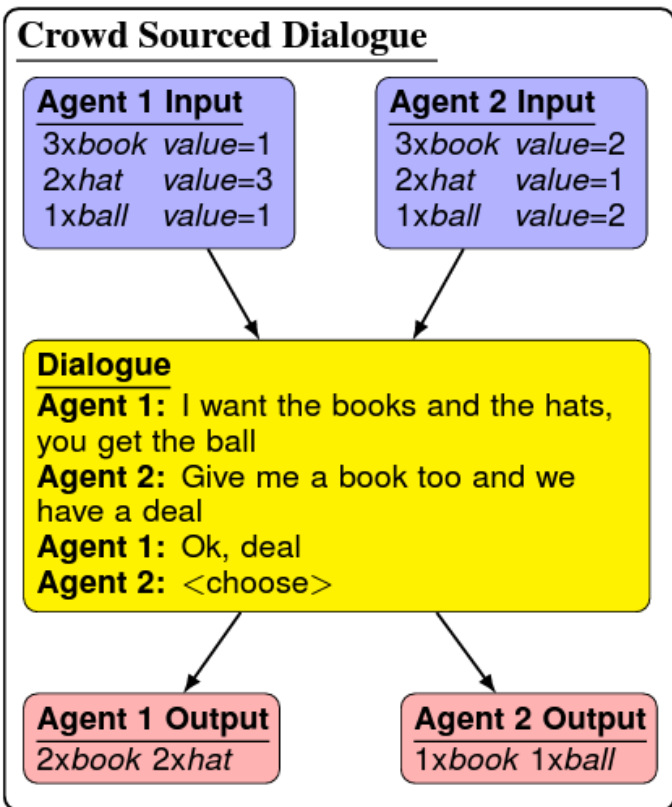 Crowd Sourced Dialogue
Agent 1 Input
3xbook value=1
2xhat value=3
1xball value=1
Agent 2 Input
3xbook value=2
2xhat value=1
1xball value=2
Dialogue
Agent 1: I want the books and the hats,
you get the ball
Agent 2: Give me a book too and we
have a deal
Agent 1: Ok, deal
Agent 2: <choose>
Agent 1 Output
2xbook 2xhat
Agent 2 Output
1xbook 1xball